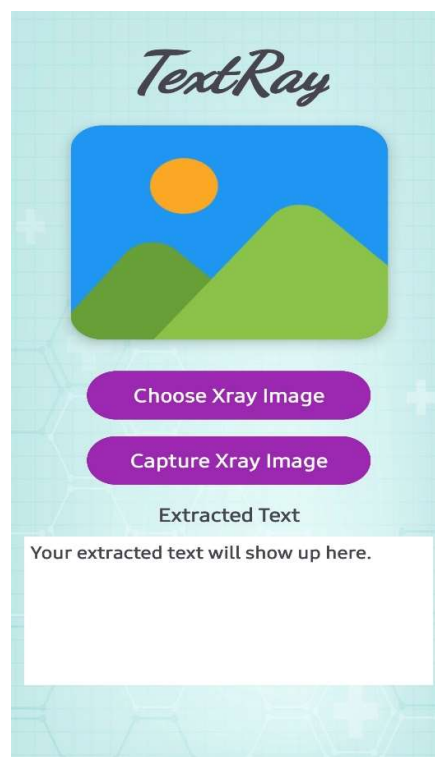 TextRay
Choose Xray Image
Capture Xray Image
Extracted Text
Your extracted text will show up here.